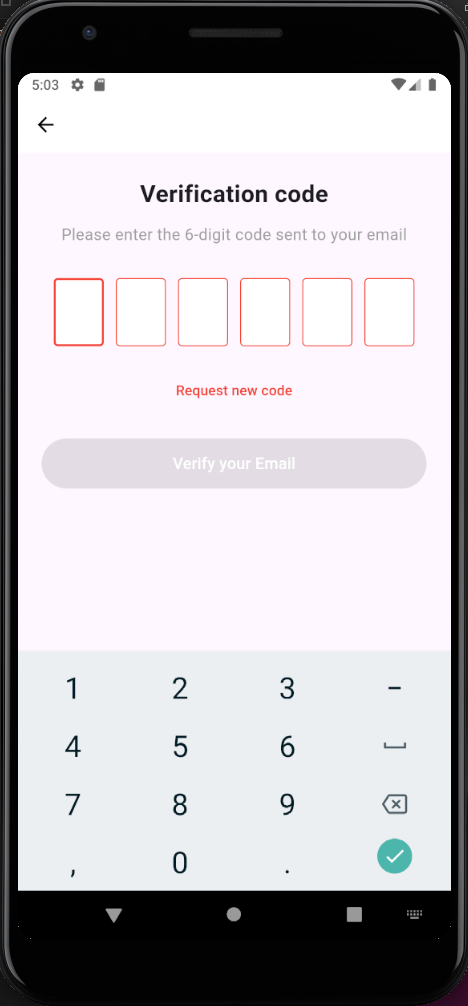 5:03
Verification code
Please enter the 6-digit code sent to your email
Request new code
Verify your Email
1 2 3 -
4 5 6
7 8 9
, 0 .